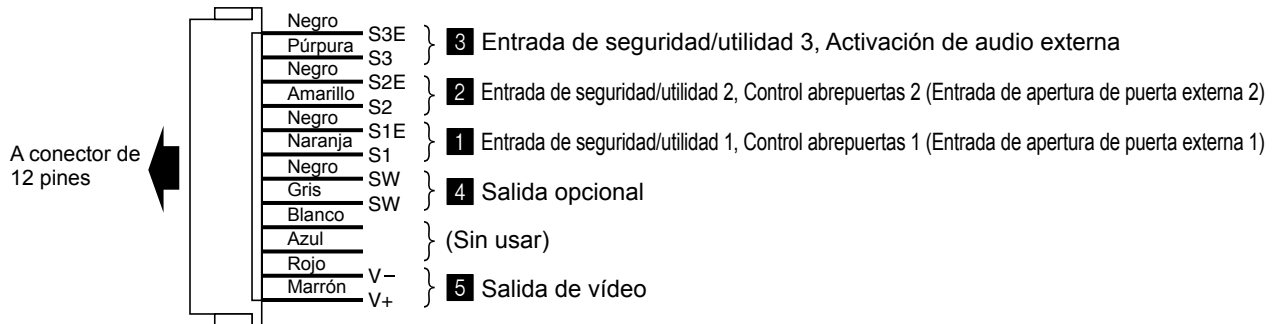 Negro
S3E
Púrpura
S3
3 Entrada de seguridad/utilidad 3, Activación de audio externa
Negro
S2E
Amarillo
S2
2 Entrada de seguridad/utilidad 2, Control abrepuertas 2 (Entrada de apertura de puerta externa 2)
Negro
S1E
Naranja
S1
1 Entrada de seguridad/utilidad 1, Control abrepuertas 1 (Entrada de apertura de puerta externa 1)
A conector de
12 pines
Negro
SW
Gris
SW
4 Salida opcional
Blanco
Azul
(Sin usar)
Rojo
V−
Marrón
V+
5 Salida de vídeo